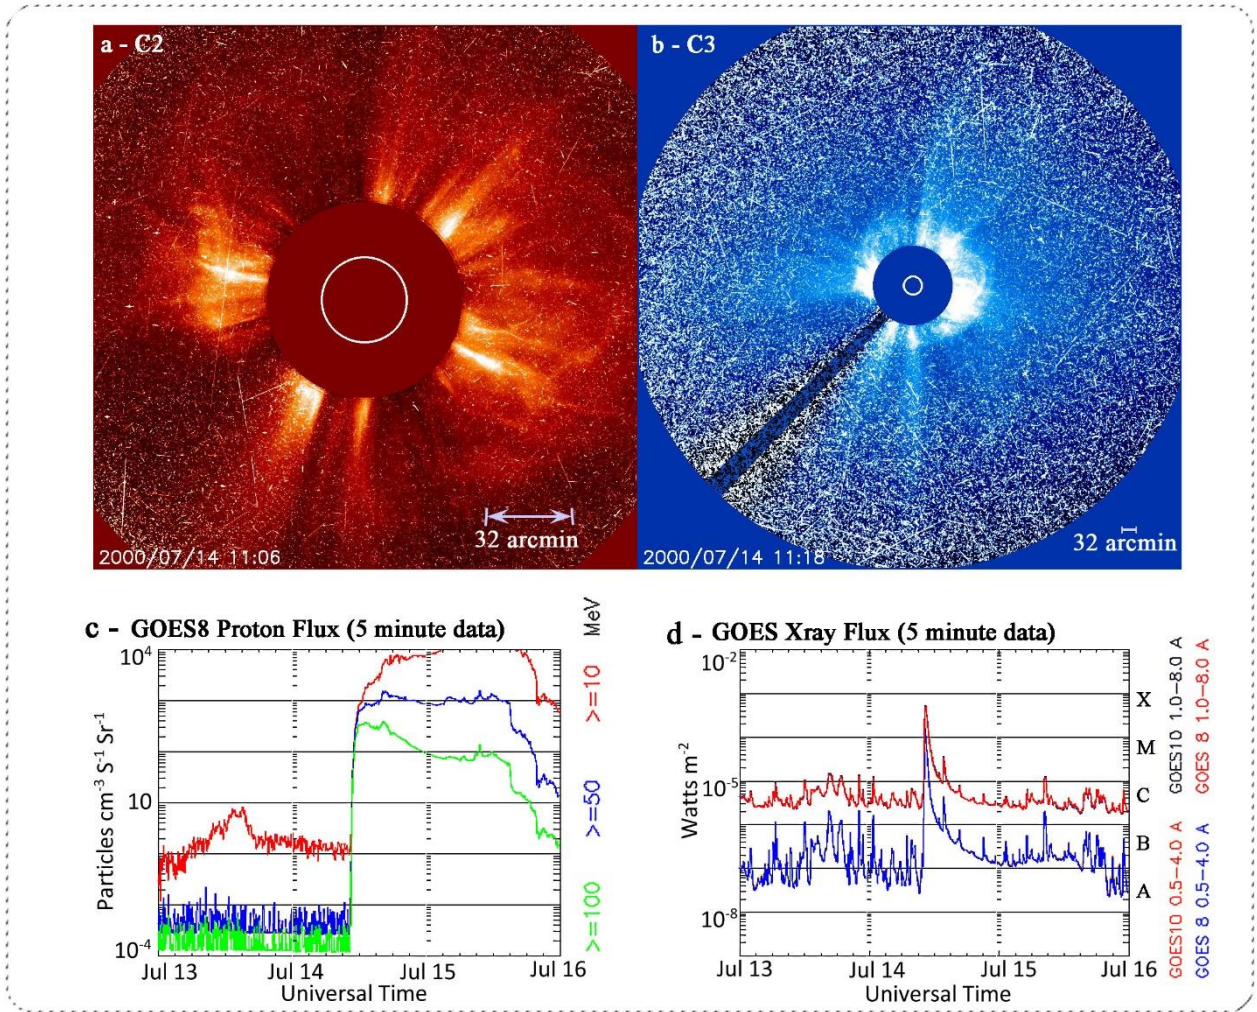 a - C2
32 arcmin
2000/07/14 11:06
b - C3
32 arcmin
2000/07/14 11:18
c - GOES8 Proton Flux (5 minute data)
Particles cm-3 S-1 Sr-1
10^4
10
10^-4
Jul 13
Jul 14
Jul 15
Jul 16
Universal Time
MeV
>=10
>=50
>=100
d - GOES Xray Flux (5 minute data)
Watts m-2
10^-2
10^-5
10^-8
X
M
C
B
A
Jul 13
Jul 14
Jul 15
Jul 16
Universal Time
GOES10 1.0-8.0 A
GOES 8 1.0-8.0 A
GOES10 0.5-4.0 A
GOES 8 0.5-4.0 A